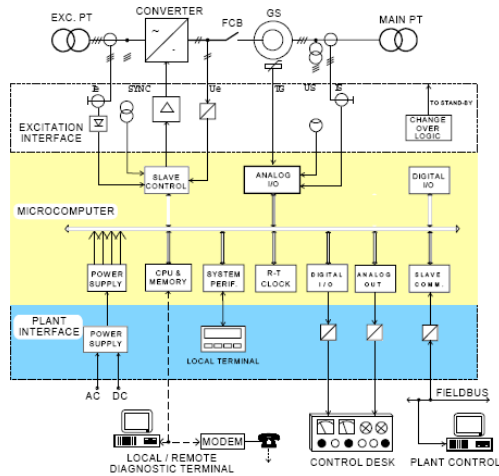 EXC. PT
CONVERTER
GS
MAIN PT
FCB
~
-
Ie
SYNC
Ue
TG
US
IS
TO STAND-BY
CHANGE
OVER
LOGIC
EXCITATION
INTERFACE
SLAVE
CONTROL
ANALOG
I/O
DIGITAL
I/O
MICROCOMPUTER
POWER
SUPPLY
CPU &
MEMORY
SYSTEM
PERIF.
R-T
CLOCK
DIGITAL
I/O
ANALOG
OUT
SLAVE
COMM.
PLANT
INTERFACE
POWER
SUPPLY
LOCAL TERMINAL
AC
DC
FIELDBUS
MODEM
LOCAL / REMOTE
DIAGNOSTIC TERMINAL
CONTROL DESK
PLANT CONTROL